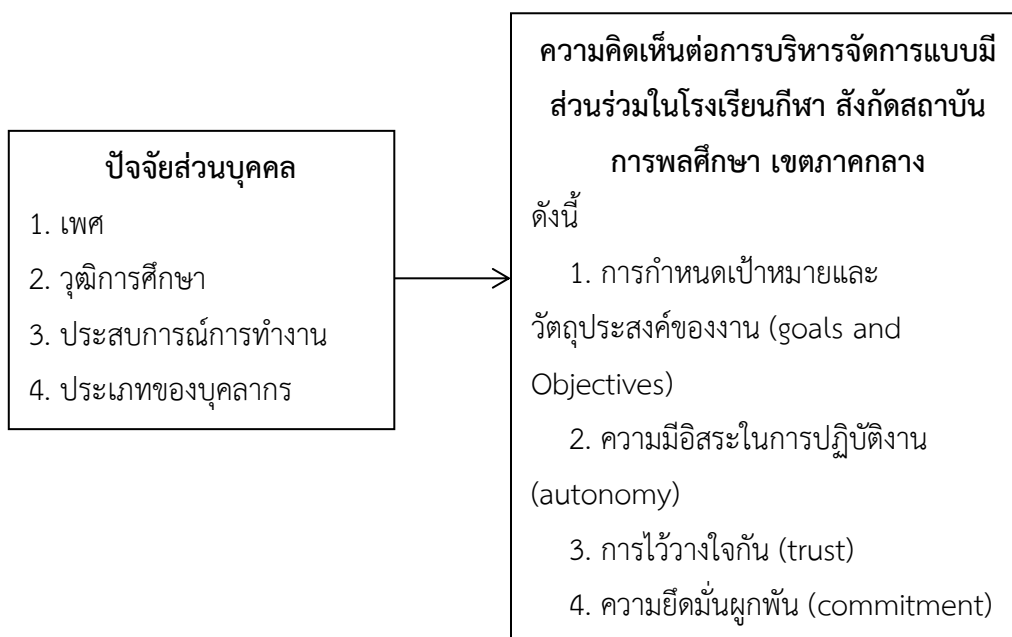 ปัจจัยส่วนบุคคล
1. เพศ
2. วุฒิการศึกษา
3. ประสบการณ์การทำงาน
4. ประเภทของบุคลากร
ความคิดเห็นต่อการบริหารจัดการแบบมี
ส่วนร่วมในโรงเรียนกีฬา สังกัดสถาบัน
การพลศึกษา เขตภาคกลาง
ดังนี้
1. การกำหนดเป้าหมายและ
วัตถุประสงค์ของงาน (goals and
Objectives)
2. ความมีอิสระในการปฏิบัติงาน
(autonomy)
3. การไว้วางใจกัน (trust)
4. ความยึดมั่นผูกพัน (commitment)